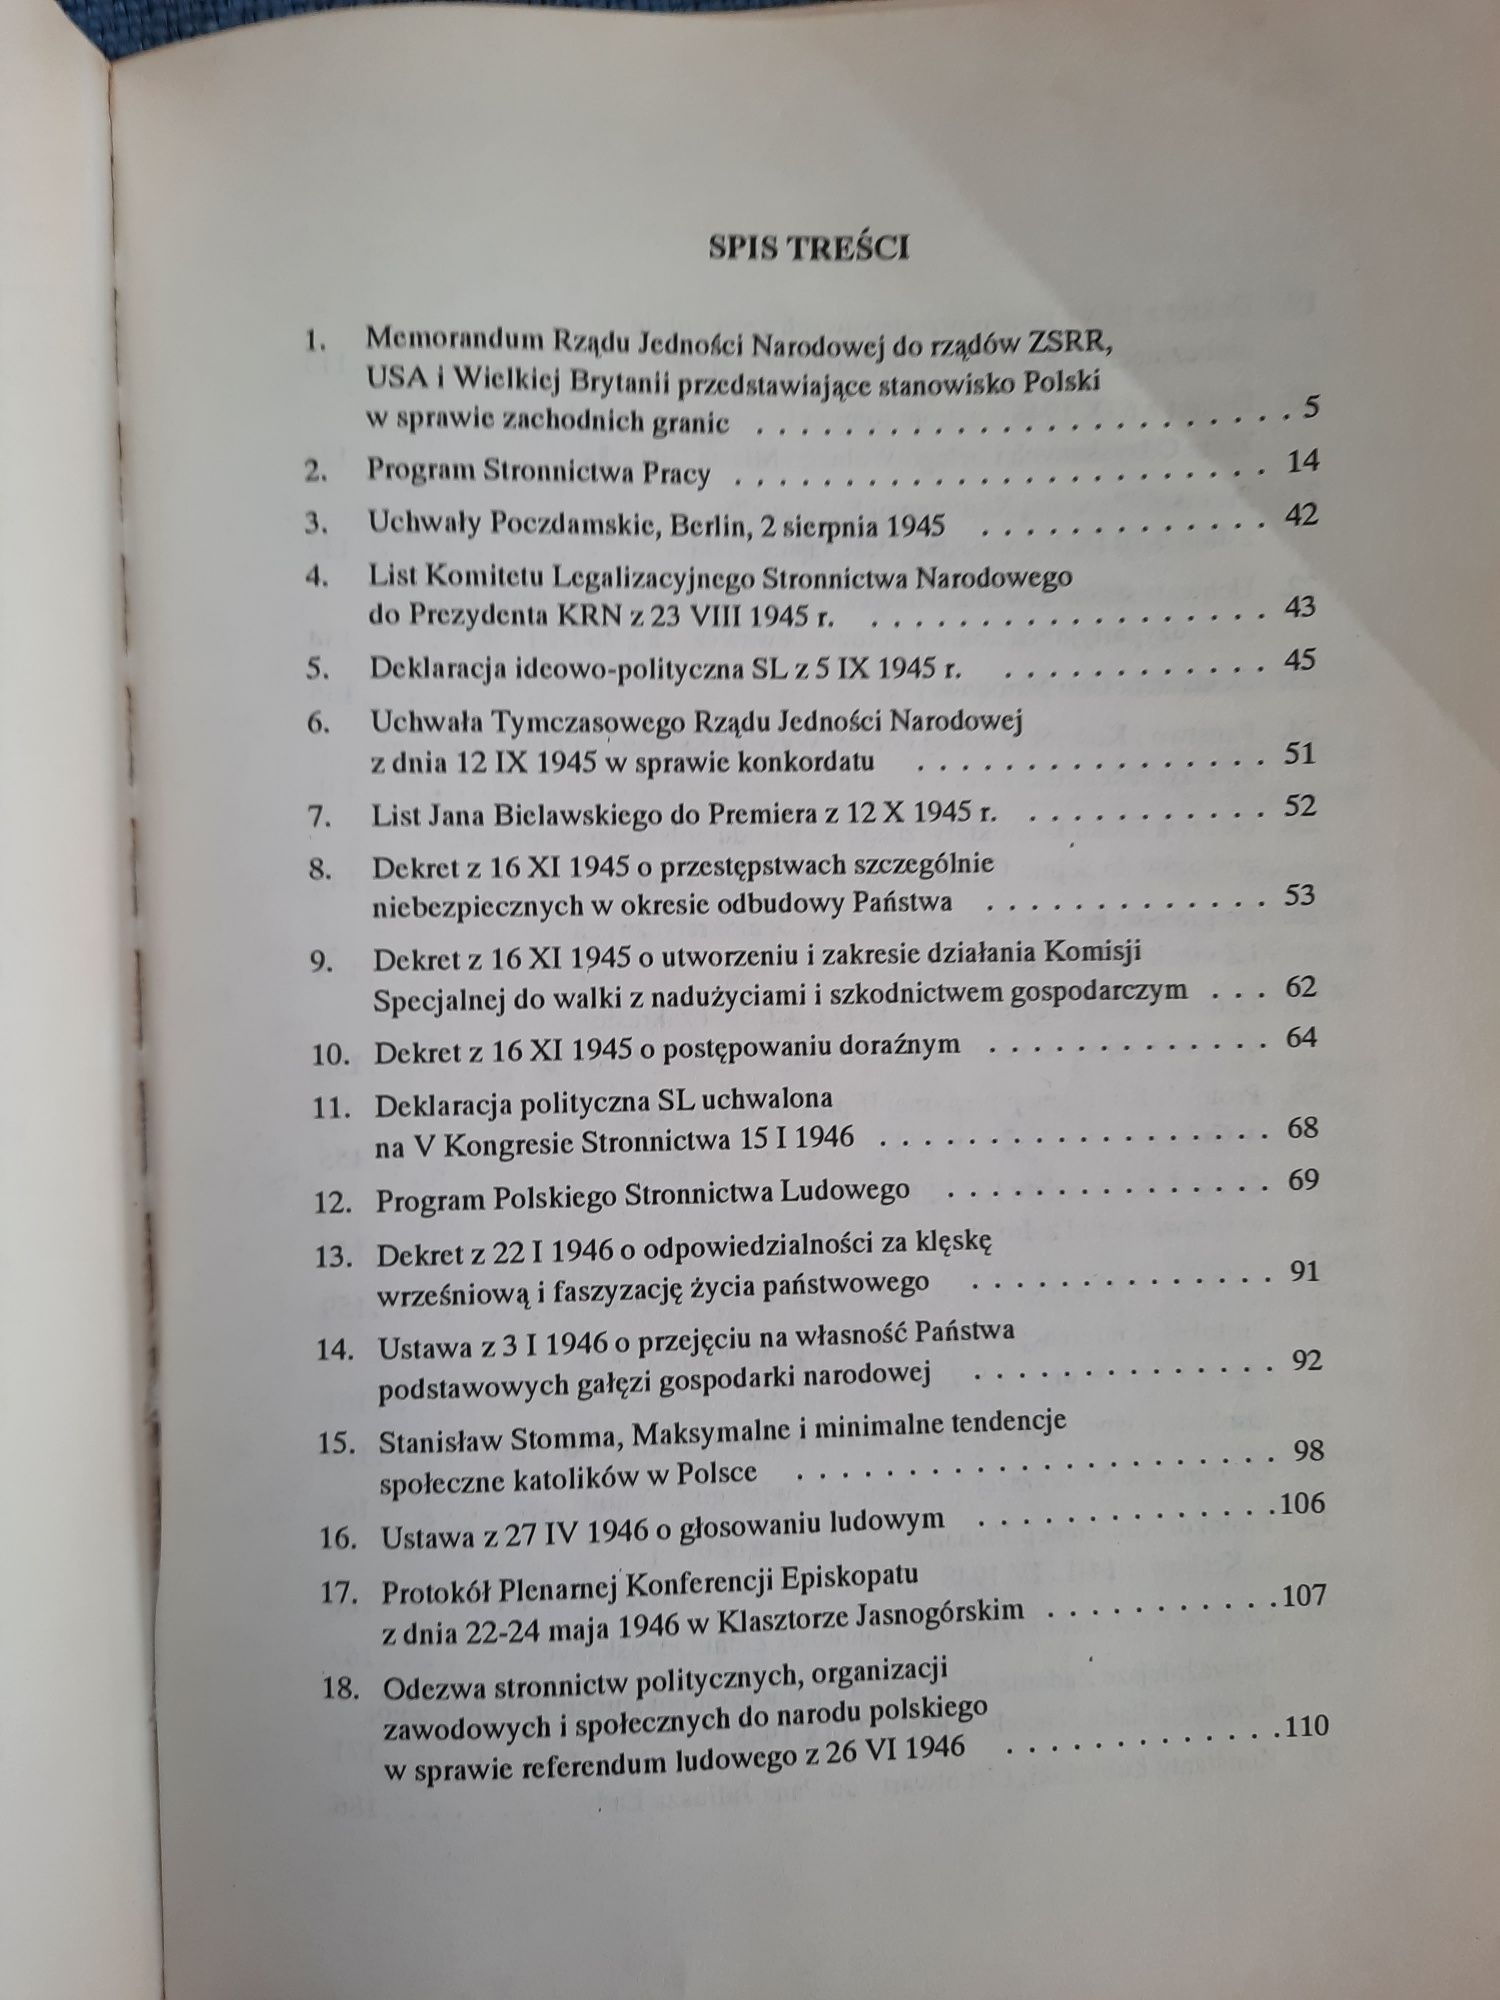 SPIS TREŚCI
1. Memorandum Rządu Jedności Narodowej do rządów ZSRR,
USA i Wielkiej Brytanii przedstawiające stanowisko Polski
w sprawie zachodnich granic . . . . . . . . . . . . . . . . . . . . . . . . 5
2. Program Stronnictwa Pracy . . . . . . . . . . . . . . . . . . . . . . . . 14
3. Uchwały Poczdamskie, Berlin, 2 sierpnia 1945 . . . . . . . . . . . . . 42
4. List Komitetu Legalizacyjnego Stronnictwa Narodowego
do Prezydenta KRN z 23 VIII 1945 r. . . . . . . . . . . . . . . . . . . 43
5. Deklaracja ideowo-polityczna SL z 5 IX 1945 r. . . . . . . . . . . . . 45
6. Uchwała Tymczasowego Rządu Jedności Narodowej
z dnia 12 IX 1945 w sprawie konkordatu . . . . . . . . . . . . . . . . 51
7. List Jana Bielawskiego do Premiera z 12 X 1945 r. . . . . . . . . . . . 52
8. Dekret z 16 XI 1945 o przestępstwach szczególnie
niebezpiecznych w okresie odbudowy Państwa . . . . . . . . . . . . . 53
9. Dekret z 16 XI 1945 o utworzeniu i zakresie działania Komisji
Specjalnej do walki z nadużyciami i szkodnictwem gospodarczym . . . 62
10. Dekret z 16 XI 1945 o postępowaniu doraźnym . . . . . . . . . . . . . 64
11. Deklaracja polityczna SL uchwalona
na V Kongresie Stronnictwa 15 I 1946 . . . . . . . . . . . . . . . . . . 68
12. Program Polskiego Stronnictwa Ludowego . . . . . . . . . . . . . . . 69
13. Dekret z 22 I 1946 o odpowiedzialności za klęskę
wrześniową i faszyzację życia państwowego . . . . . . . . . . . . . . 91
14. Ustawa z 3 I 1946 o przejęciu na własność Państwa
podstawowych gałęzi gospodarki narodowej . . . . . . . . . . . . . . 92
15. Stanisław Stomma, Maksymalne i minimalne tendencje
społeczne katolików w Polsce . . . . . . . . . . . . . . . . . . . . . . 98
16. Ustawa z 27 IV 1946 o głosowaniu ludowym . . . . . . . . . . . . . .106
17. Protokół Plenarnej Konferencji Episkopatu
z dnia 22-24 maja 1946 w Klasztorze Jasnogórskim . . . . . . . . . . .107
18. Odezwa stronnictw politycznych, organizacji
zawodowych i społecznych do narodu polskiego
w sprawie referendum ludowego z 26 VI 1946 . . . . . . . . . . . . .110